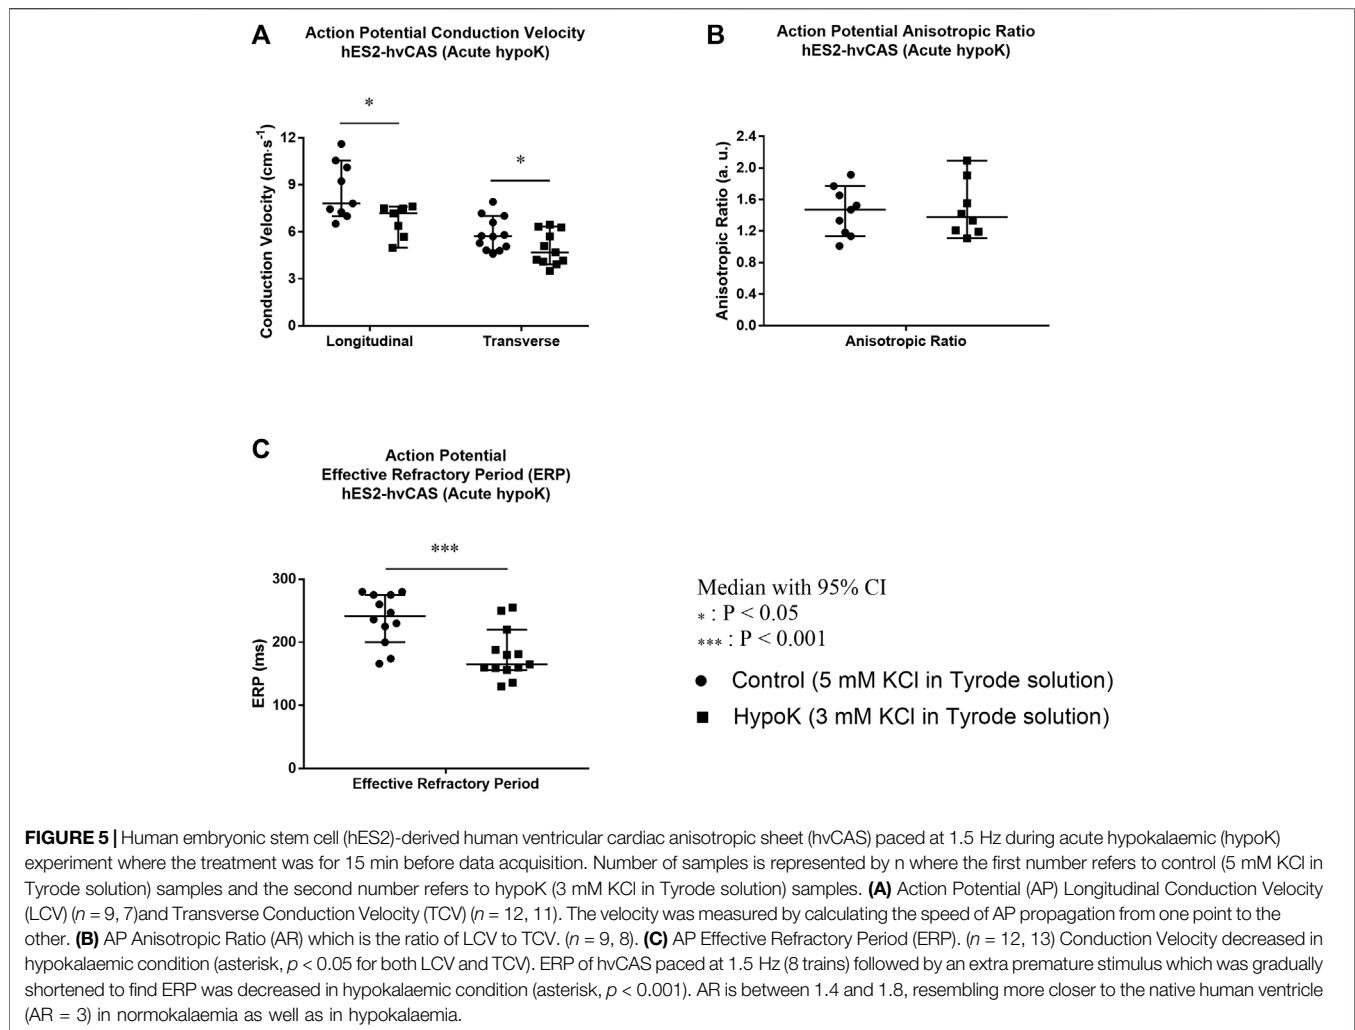 A
Action Potential Conduction Velocity
hES2-hvCAS (Acute hypoK)
*
*
Conduction Velocity (cm·s-1)
12
9
6
3
0
Longitudinal
Transverse
B
Action Potential Anisotropic Ratio
hES2-hvCAS (Acute hypoK)
Anisotropic Ratio (a. u.)
2.4
2.0
1.6
1.2
0.8
0.4
0.0
Anisotropic Ratio
C
Action Potential
Effective Refractory Period (ERP)
hES2-hvCAS (Acute hypoK)
***
ERP (ms)
300
200
100
0
Effective Refractory Period
Median with 95% CI
* : P < 0.05
*** : P < 0.001
Control (5 mM KCl in Tyrode solution)
HypoK (3 mM KCl in Tyrode solution)
FIGURE 5 | Human embryonic stem cell (hES2)-derived human ventricular cardiac anisotropic sheet (hvCAS) paced at 1.5 Hz during acute hypokalaemic (hypoK)
experiment where the treatment was for 15 min before data acquisition. Number of samples is represented by n where the first number refers to control (5 mM KCl in
Tyrode solution) samples and the second number refers to hypoK (3 mM KCl in Tyrode solution) samples. (A) Action Potential (AP) Longitudinal Conduction Velocity
(LCV) (n = 9, 7)and Transverse Conduction Velocity (TCV) (n = 12, 11). The velocity was measured by calculating the speed of AP propagation from one point to the
other. (B) AP Anisotropic Ratio (AR) which is the ratio of LCV to TCV. (n = 9, 8). (C) AP Effective Refractory Period (ERP). (n = 12, 13) Conduction Velocity decreased in
hypokalaemic condition (asterisk, p < 0.05 for both LCV and TCV). ERP of hvCAS paced at 1.5 Hz (8 trains) followed by an extra premature stimulus which was gradually
shortened to find ERP was decreased in hypokalaemic condition (asterisk, p < 0.001). AR is between 1.4 and 1.8, resembling more closer to the native human ventricle
(AR = 3) in normokalaemia as well as in hypokalaemia.